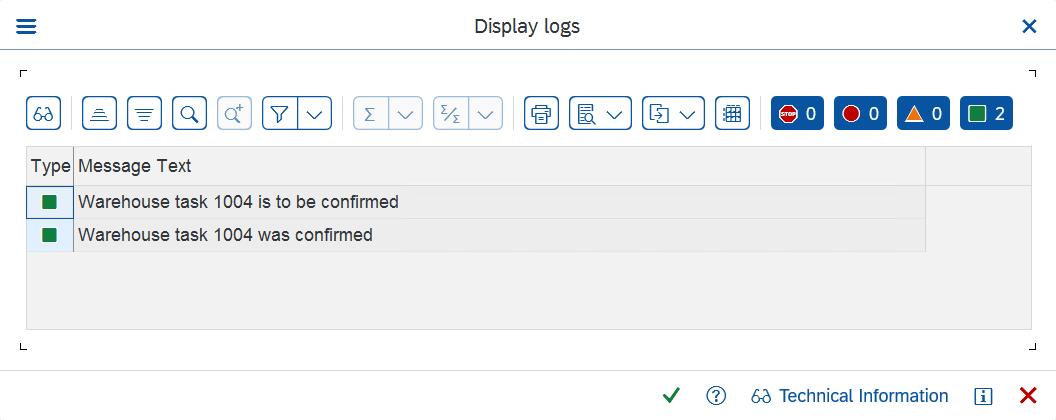 Display logs
Σ Σ/Σ STOP 0 0 0 2
Type Message Text
Warehouse task 1004 is to be confirmed
Warehouse task 1004 was confirmed
Technical Information